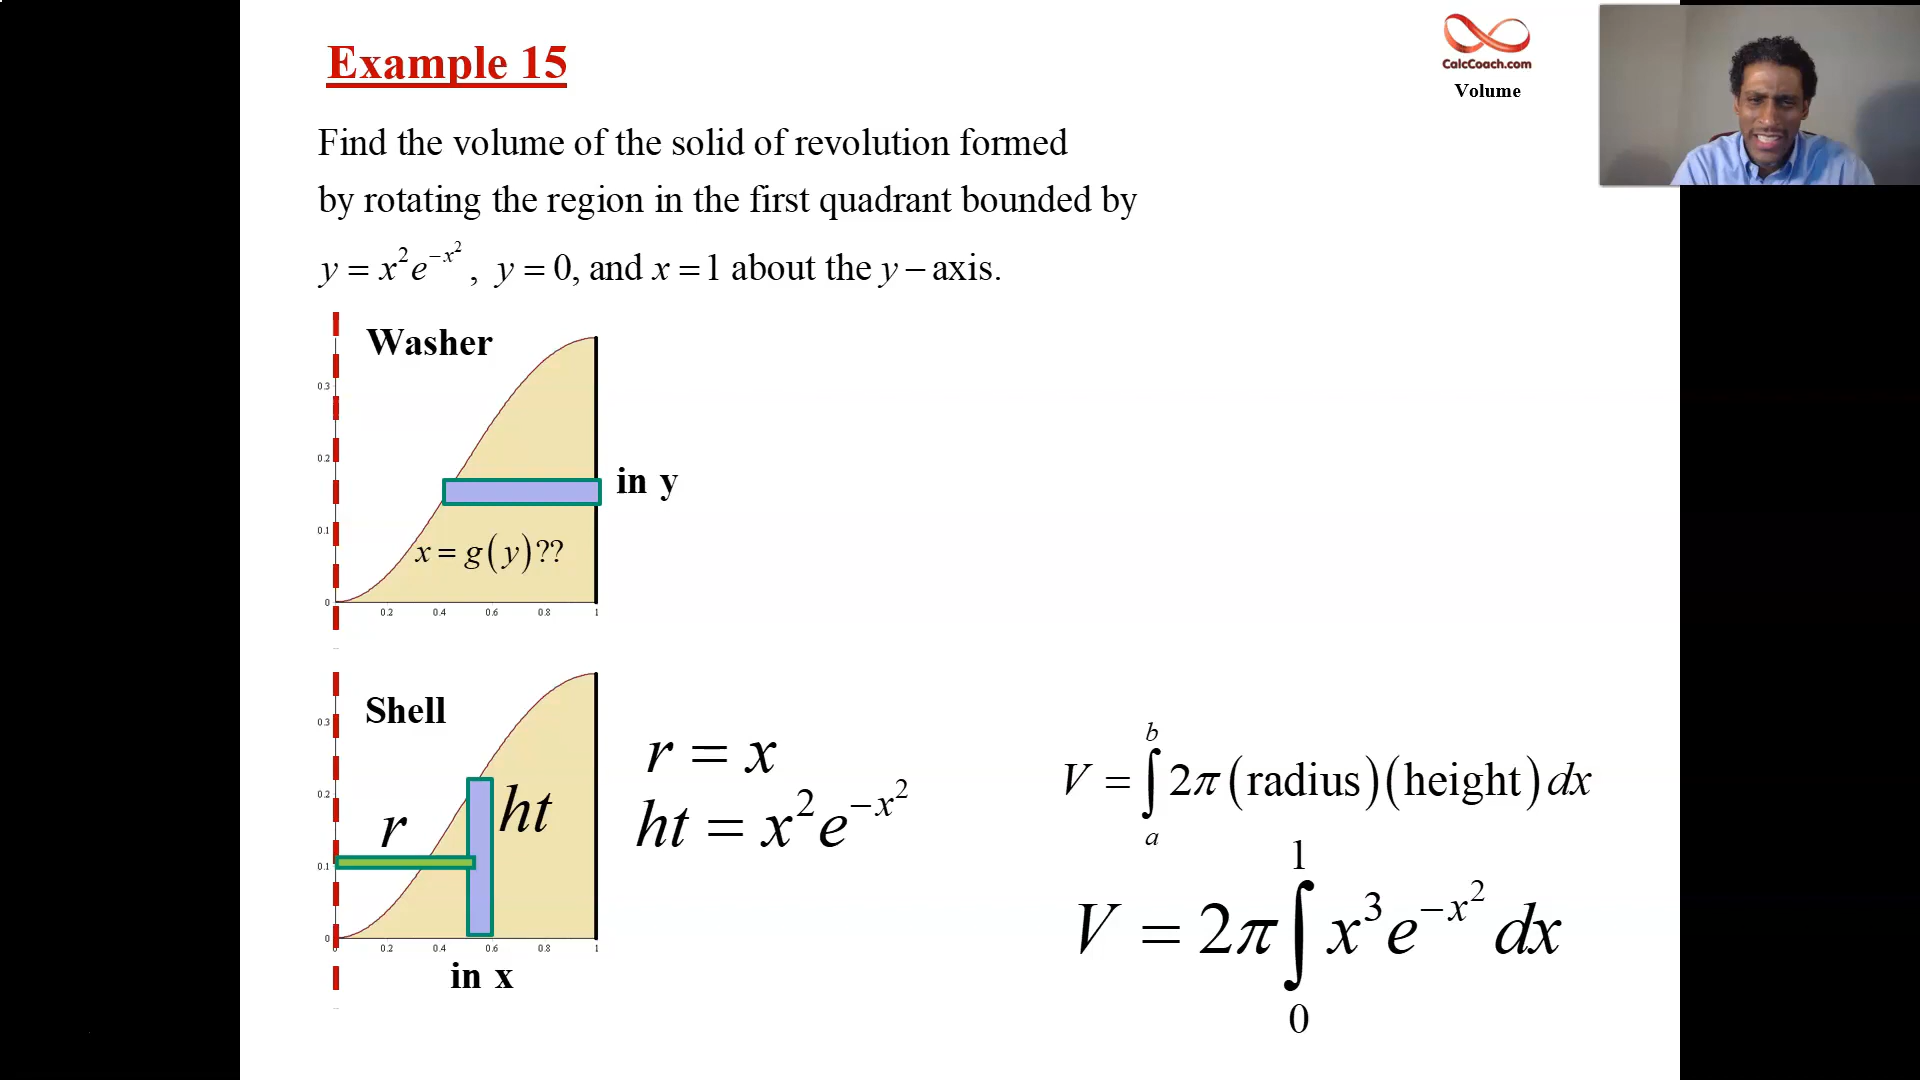 Example 15
CalcCoach.com
Volume
Find the volume of the solid of revolution formed
by rotating the region in the first quadrant bounded by
y = x²e^(−x²) , y = 0, and x = 1 about the y − axis.
Washer
0.3
0.2
in y
0.1
x = g(y)??
0
0.2 0.4 0.6 0.8 1
Shell
0.3
0.2
0.1
0
r
ht
0 0.2 0.4 0.6 0.8 1
in x
r = x
ht = x²e^(−x²)
V = ∫ₐᵇ 2π(radius)(height)dx
V = 2π∫₀¹ x³e^(−x²) dx